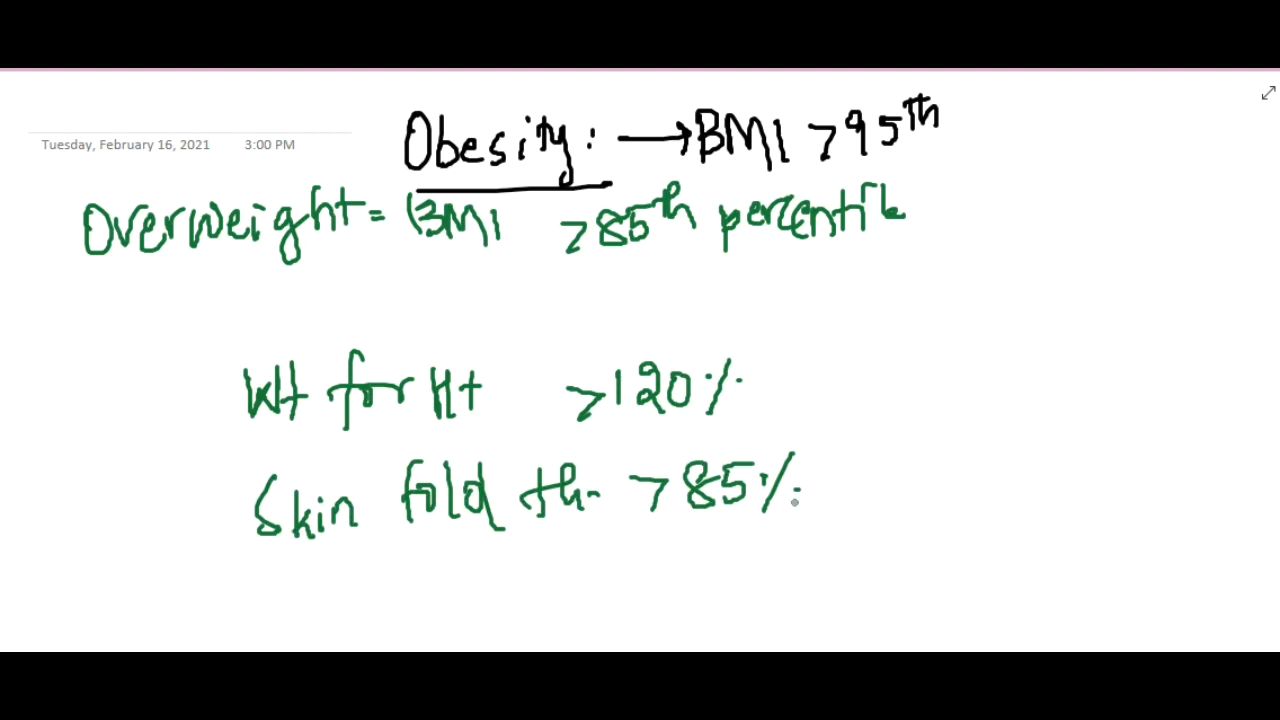 Obesity: → BMI >95th
Tuesday, February 16, 2021 3:00 PM
Overweight = BMI >85th percentile
Wt for Ht >120%
Skin fold th. >85%